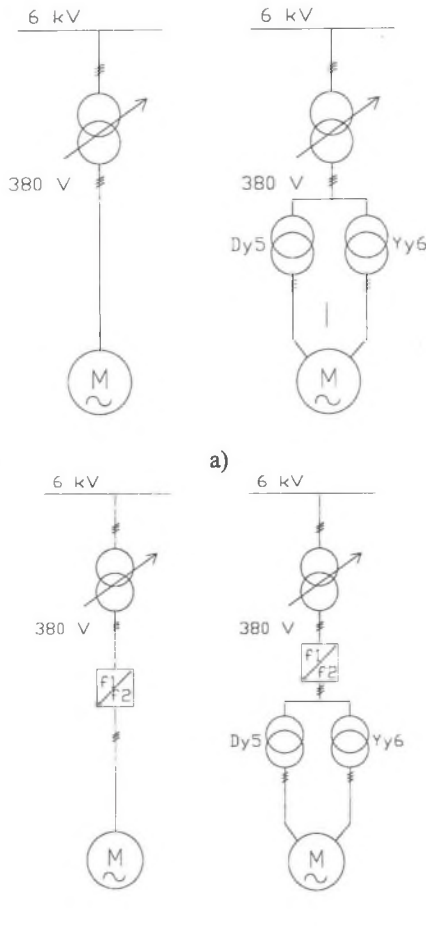 6 kV 6 kV
380 V 380 V
Dy5 Yy6
M M
a)
6 kV 6 kV
380 V 380 V
f1 f1
f2 f2
Dy5 Yy6
M M